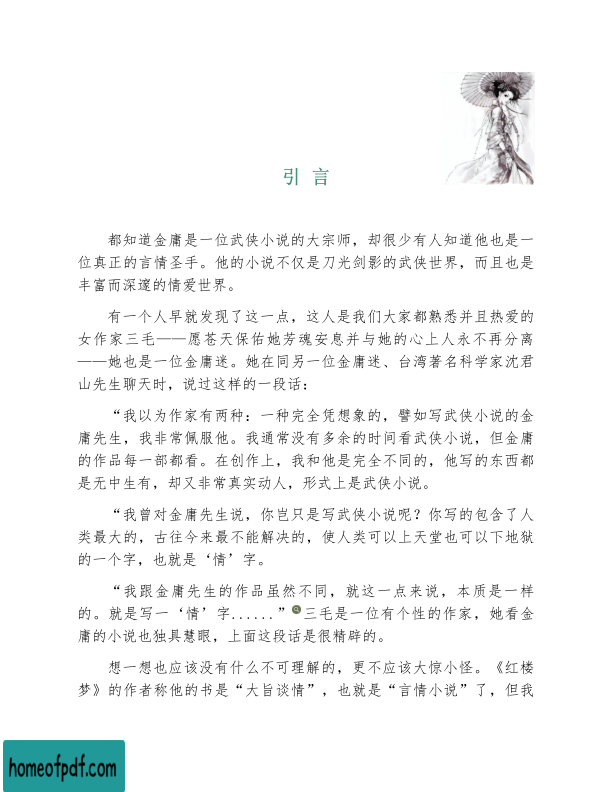 引 言
都知道金庸是一位武侠小说的大宗师，却很少有人知道他也是一
位真正的言情圣手。他的小说不仅是刀光剑影的武侠世界，而且也是
丰富而深邃的情爱世界。
有一个人早就发现了这一点，这人是我们大家都熟悉并且热爱的
女作家三毛——愿苍天保佑她芳魂安息并与她的心上人永不再分离
——她也是一位金庸迷。她在同另一位金庸迷、台湾著名科学家沈君
山先生聊天时，说过这样的一段话：
“我以为作家有两种：一种完全凭想象的，譬如写武侠小说的金
庸先生，我非常佩服他。我通常没有多余的时间看武侠小说，但金庸
的作品每一部都看。在创作上，我和他是完全不同的，他写的东西都
是无中生有，却又非常真实动人，形式上是武侠小说。
“我曾对金庸先生说，你岂只是写武侠小说呢？你写的包含了人
类最大的，古往今来最不能解决的，使人类可以上天堂也可以下地狱
的一个字，也就是‘情’字。
“我跟金庸先生的作品虽然不同，就这一点来说，本质是一样
的。就是写一‘情’字......”三毛是一位有个性的作家，她看金
庸的小说也独具慧眼，上面这段话是很精辟的。
想一想也应该没有什么不可理解的，更不应该大惊小怪。《红楼
梦》的作者称他的书是“大旨谈情”，也就是“言情小说”了，但我
homeofpdf.com